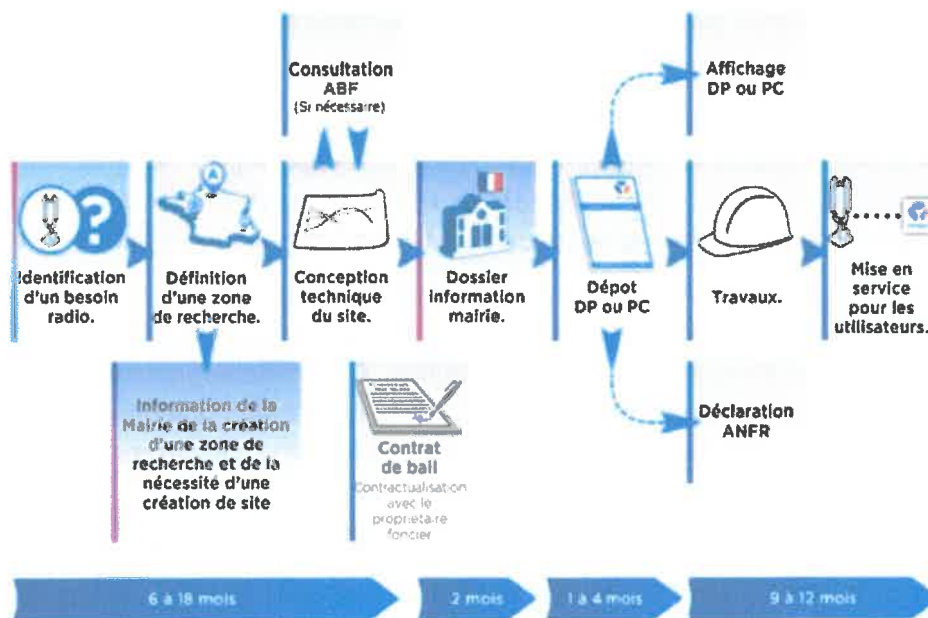 Consultation
ABF
(Si nécessaire)
Affichage
DP ou PC
A
?
Identification
d'un besoin
radio.
Définition
d'une zone
de recherche.
Conception
technique
du site.
Dossier
information
mairie.
Dépot
DP ou PC
Travaux.
Mise en
service
pour les
utilisateurs.
Information de la
Mairie de la création
d'une zone de
recherche et de la
nécessité d'une
création de site
Contrat
de bail
Contractualisation
avec le
propriétaire
foncier
Déclaration
ANFR
6 à 18 mois
2 mois
1 à 4 mois
9 à 12 mois